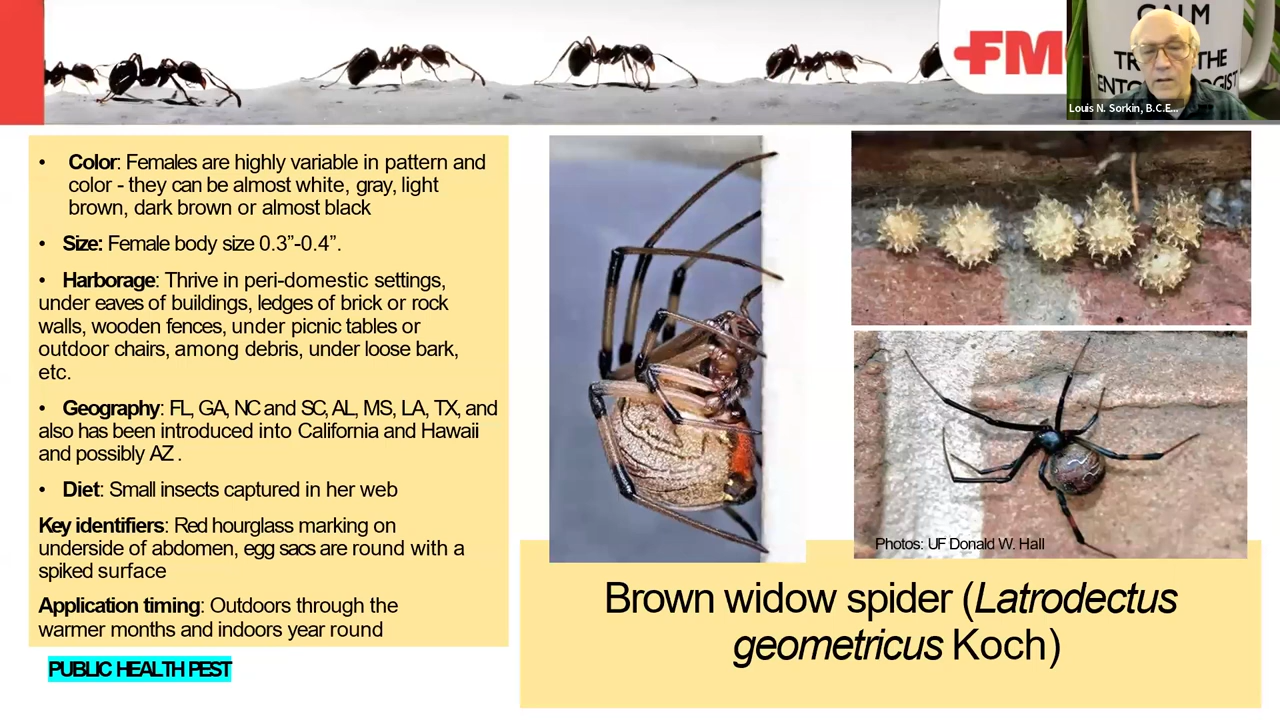 FM
CALM
THE
Louis N. Sorkin, B.C.E...
• Color: Females are highly variable in pattern and
color - they can be almost white, gray, light
brown, dark brown or almost black
• Size: Female body size 0.3”-0.4”.
• Harborage: Thrive in peri-domestic settings,
under eaves of buildings, ledges of brick or rock
walls, wooden fences, under picnic tables or
outdoor chairs, among debris, under loose bark,
etc.
• Geography: FL, GA, NC and SC, AL, MS, LA, TX, and
also has been introduced into California and Hawaii
and possibly AZ .
• Diet: Small insects captured in her web
Key identifiers: Red hourglass marking on
underside of abdomen, egg sacs are round with a
spiked surface
Application timing: Outdoors through the
warmer months and indoors year round
PUBLIC HEALTH PEST
Photos: UF Donald W. Hall
Brown widow spider (Latrodectus
geometricus Koch)